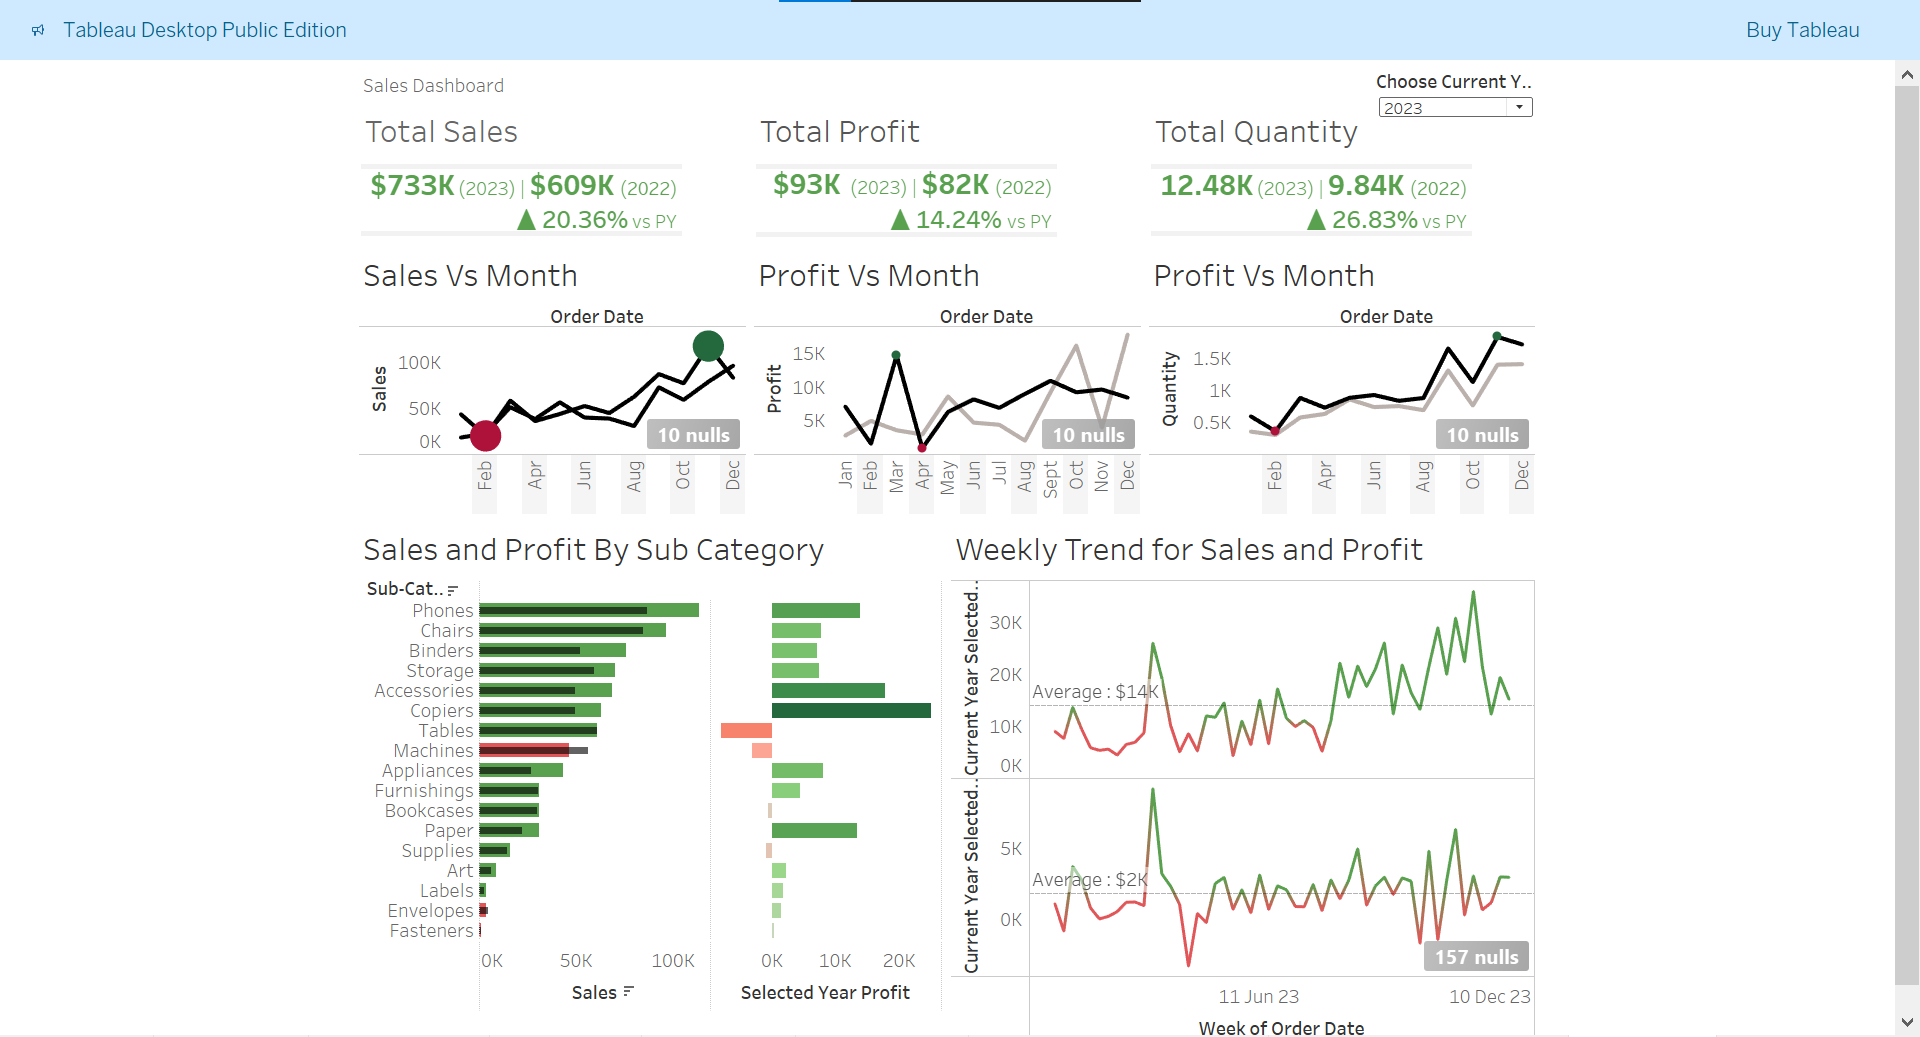 Tableau Desktop Public Edition
Buy Tableau
Sales Dashboard
Choose Current Y..
2023
Total Sales
$733K (2023) | $609K (2022)
▲ 20.36% vs PY
Total Profit
$93K (2023) | $82K (2022)
▲ 14.24% vs PY
Total Quantity
12.48K (2023) | 9.84K (2022)
▲ 26.83% vs PY
Sales Vs Month
Order Date
Sales
100K
50K
0K
10 nulls
Feb
Apr
Jun
Aug
Oct
Dec
Profit Vs Month
Order Date
Profit
15K
10K
5K
10 nulls
Jan
Feb
Mar
Apr
May
Jun
Jul
Aug
Sept
Oct
Nov
Dec
Profit Vs Month
Order Date
Quantity
1.5K
1K
0.5K
10 nulls
Feb
Apr
Jun
Aug
Oct
Dec
Sales and Profit By Sub Category
Sub-Cat..
Phones
Chairs
Binders
Storage
Accessories
Copiers
Tables
Machines
Appliances
Furnishings
Bookcases
Paper
Supplies
Art
Labels
Envelopes
Fasteners
0K 50K 100K
Sales
0K 10K 20K
Selected Year Profit
Weekly Trend for Sales and Profit
Current Year Selected..
30K
20K
Average : $14K
10K
0K
Current Year Selected..
5K
Average : $2K
0K
157 nulls
11 Jun 23
10 Dec 23
Week of Order Date